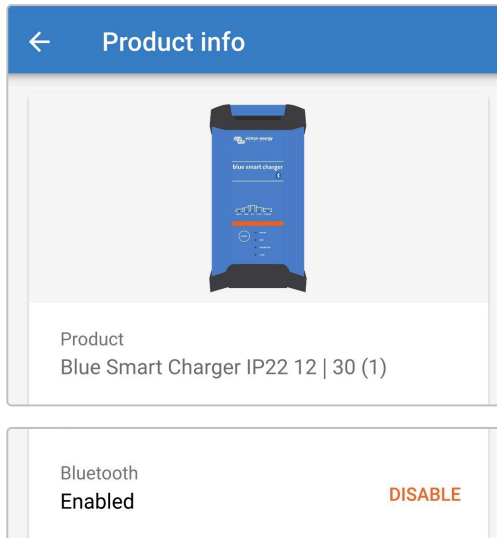 Product info
victron energy
blue smart charger
Product
Blue Smart Charger IP22 12 | 30 (1)
Bluetooth
Enabled
DISABLE